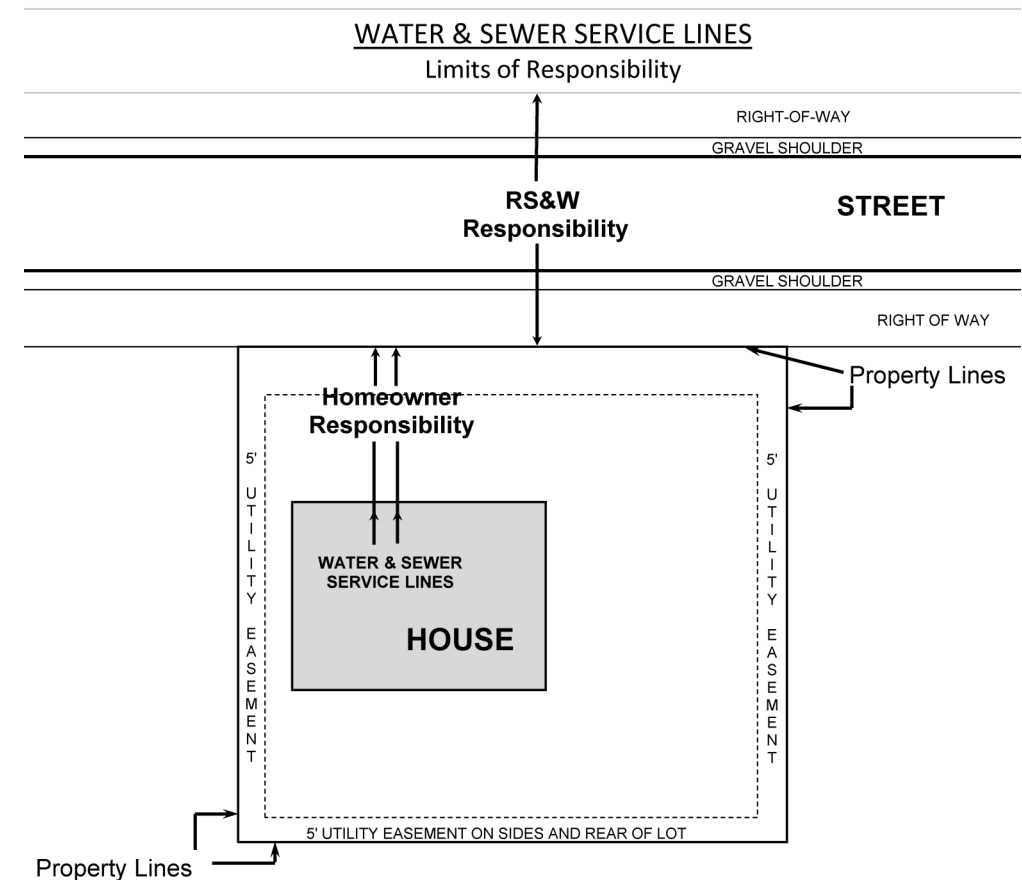 WATER & SEWER SERVICE LINES
Limits of Responsibility
RIGHT-OF-WAY
GRAVEL SHOULDER
RS&W
Responsibility
STREET
GRAVEL SHOULDER
RIGHT OF WAY
Property Lines
Homeowner
Responsibility
5' UTILITY EASEMENT
5' UTILITY EASEMENT
WATER & SEWER
SERVICE LINES
HOUSE
5' UTILITY EASEMENT ON SIDES AND REAR OF LOT
Property Lines